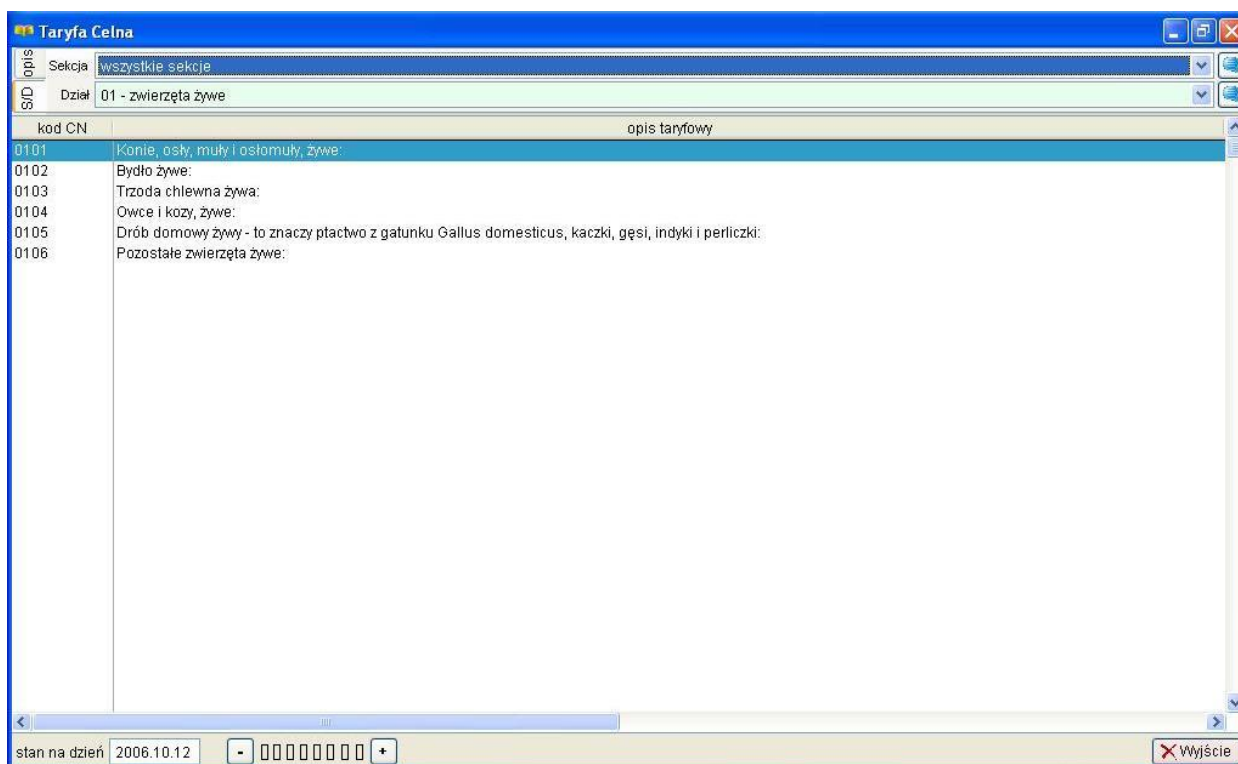 Taryfa Celna
opis
Sekcja wszystkie sekcje
S/D
Dział 01 - zwierzęta żywe
kod CN opis taryfowy
0101 Konie, osły, muły i osłomuły, żywe:
0102 Bydło żywe:
0103 Trzoda chlewna żywa:
0104 Owce i kozy, żywe:
0105 Drób domowy żywy - to znaczy ptactwo z gatunku Gallus domesticus, kaczki, gęsi, indyki i perliczki:
0106 Pozostałe zwierzęta żywe:
stan na dzień 2006.10.12 - + Wyjście